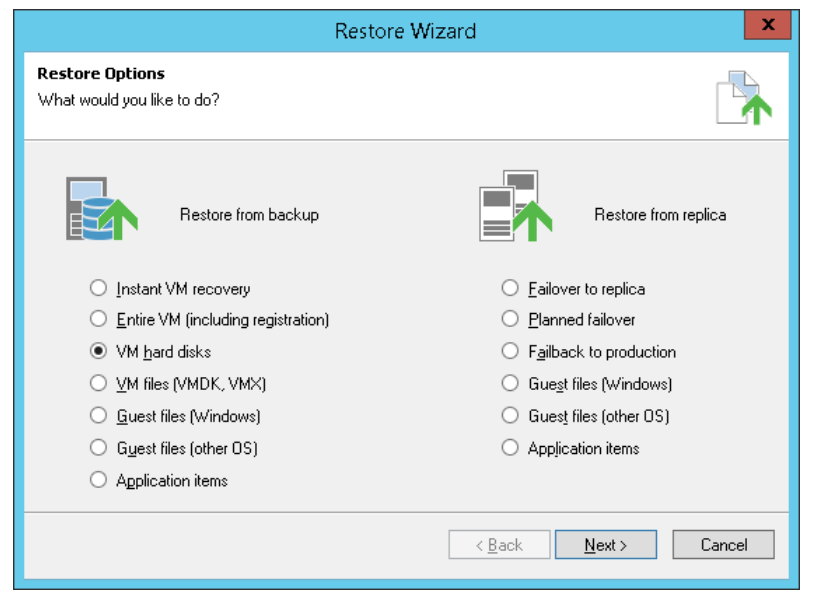 Restore Wizard
x
Restore Options
What would you like to do?
Restore from backup
Instant VM recovery
Entire VM (including registration)
VM hard disks
VM files (VMDK, VMX)
Guest files (Windows)
Guest files (other OS)
Application items
Restore from replica
Failover to replica
Planned failover
Failback to production
Guest files (Windows)
Guest files (other OS)
Application items
< Back
Next >
Cancel